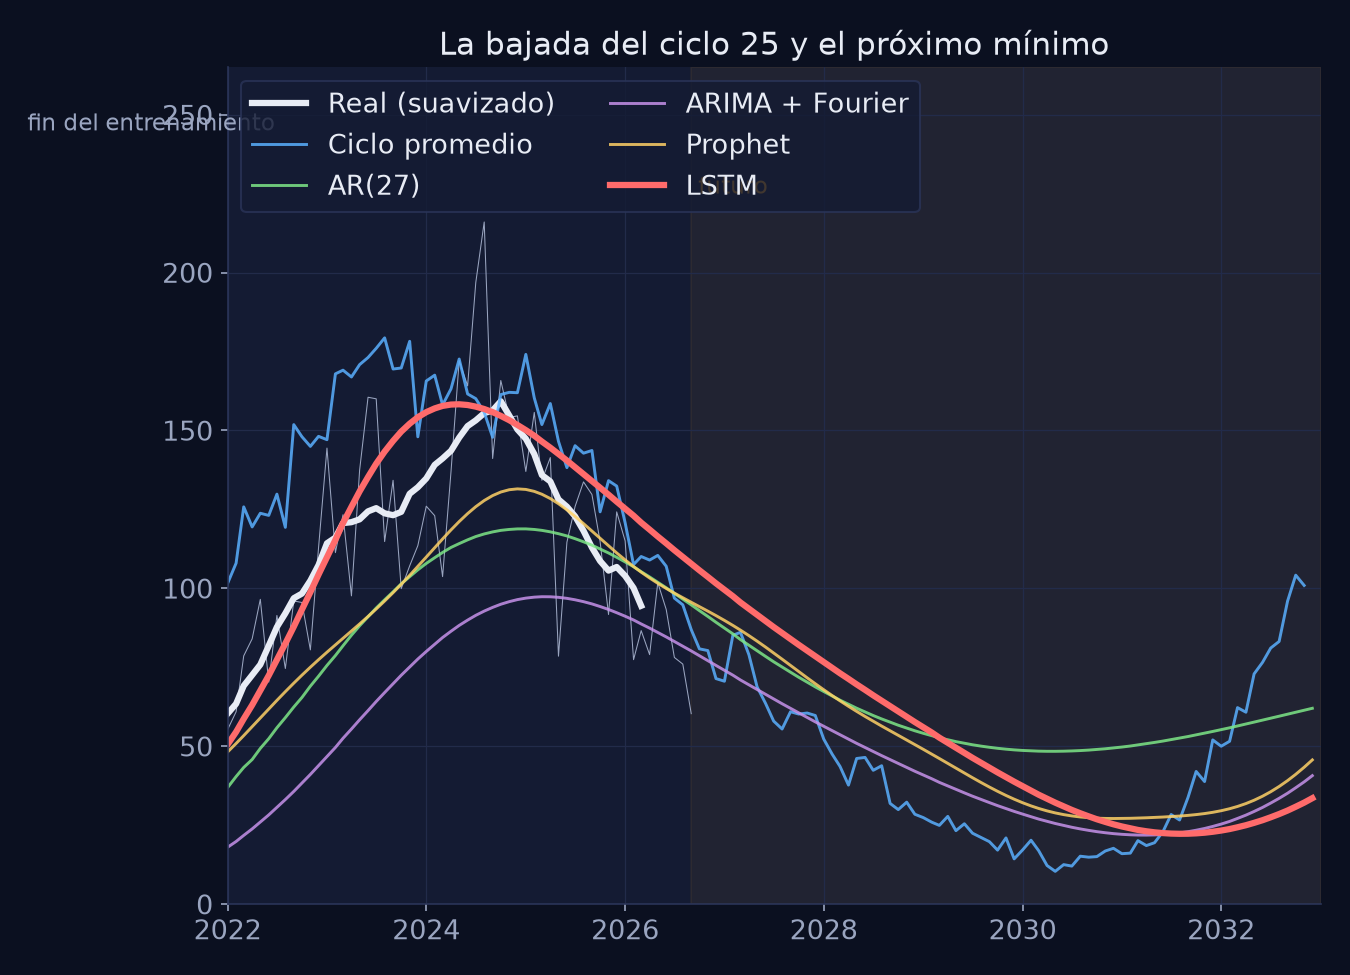 La bajada del ciclo 25 y el próximo mínimo
fin del entrenamiento
Real (suavizado)
Ciclo promedio
AR(27)
ARIMA + Fourier
Prophet
LSTM
250
200
150
100
50
0
2022
2024
2026
2028
2030
2032